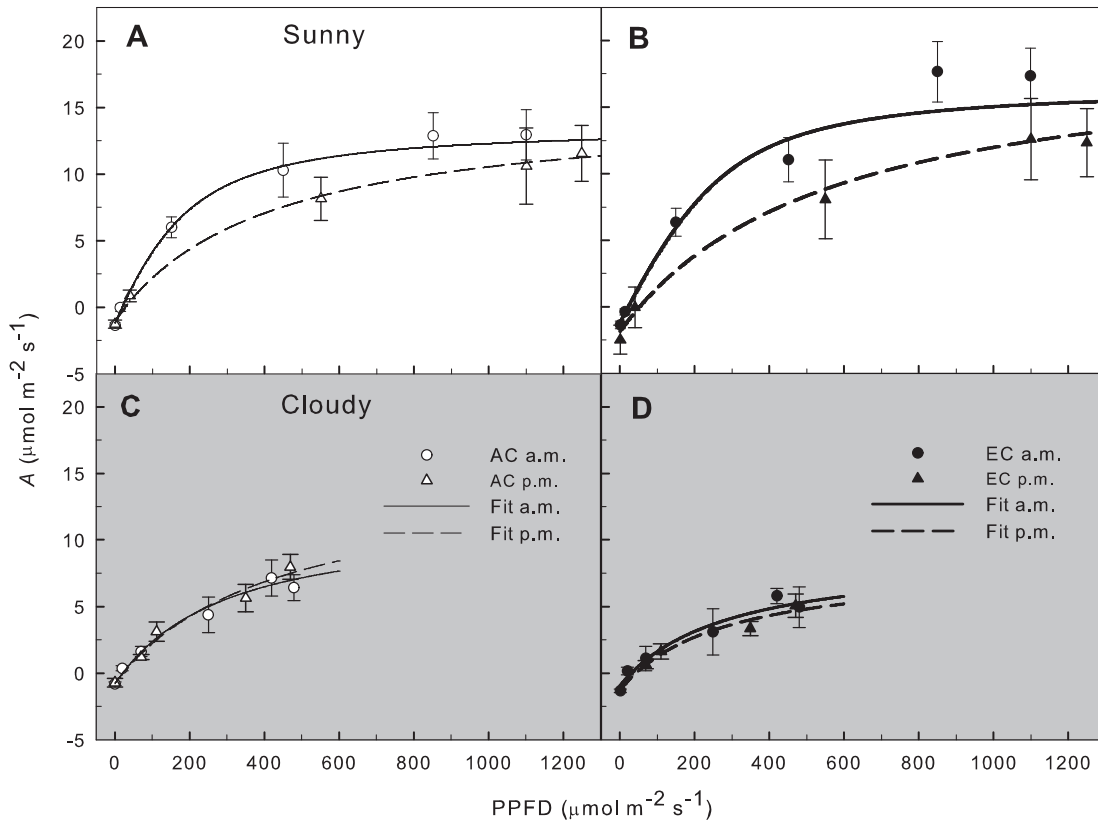 A Sunny B
20
15
10
5
0
-5
C Cloudy D
20
15
10
5
0
-5
AC a.m.
AC p.m.
Fit a.m.
Fit p.m.
EC a.m.
EC p.m.
Fit a.m.
Fit p.m.
A (µmol m-2 s-1)
0 200 400 600 800 1000 1200 0 200 400 600 800 1000 1200
PPFD (µmol m-2 s-1)